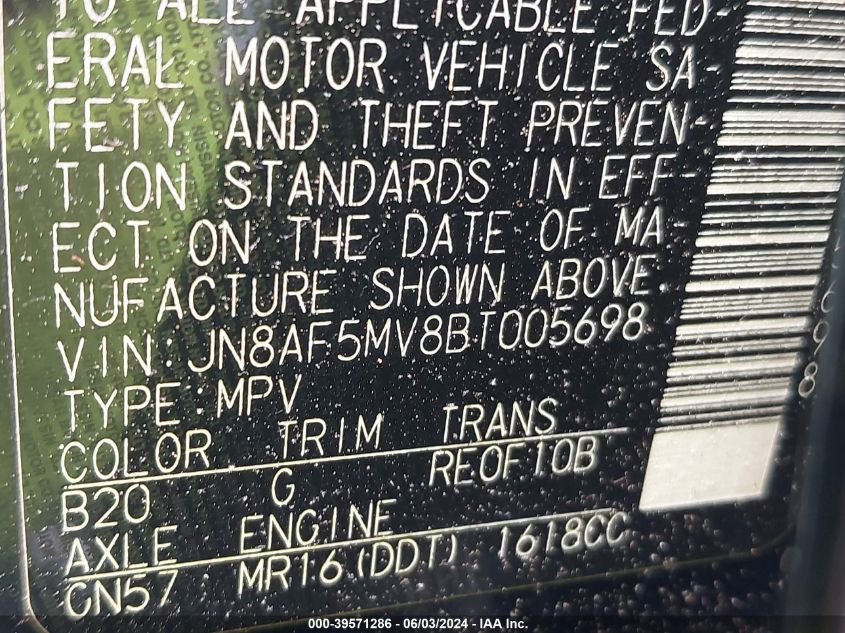 TO ALL APPLICABLE FED-
ERAL MOTOR VEHICLE SA-
FETY AND THEFT PREVEN-
TION STANDARDS IN EFF-
ECT ON THE DATE OF MA-
NUFACTURE SHOWN ABOVE.
VIN:JN8AF5MV8BT005698
TYPE:MPV
COLOR TRIM TRANS
B20 G RE0F10B
AXLE ENGINE
GN57 MR16(DDT) 1618CC
000-39571286 - 06/03/2024 - IAA Inc.